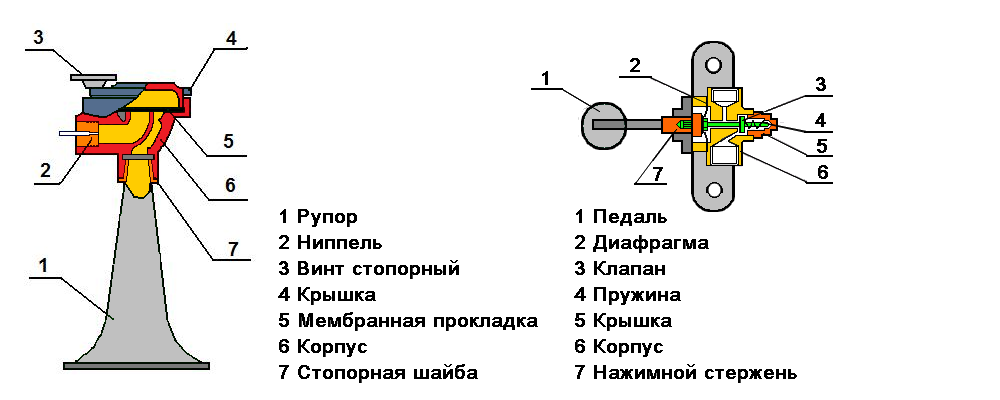 3
4
2
5
6
7
1
1
2
3
4
5
6
7
1 Рупор
2 Ниппель
3 Винт стопорный
4 Крышка
5 Мембранная прокладка
6 Корпус
7 Стопорная шайба
1 Педаль
2 Диафрагма
3 Клапан
4 Пружина
5 Крышка
6 Корпус
7 Нажимной стержень